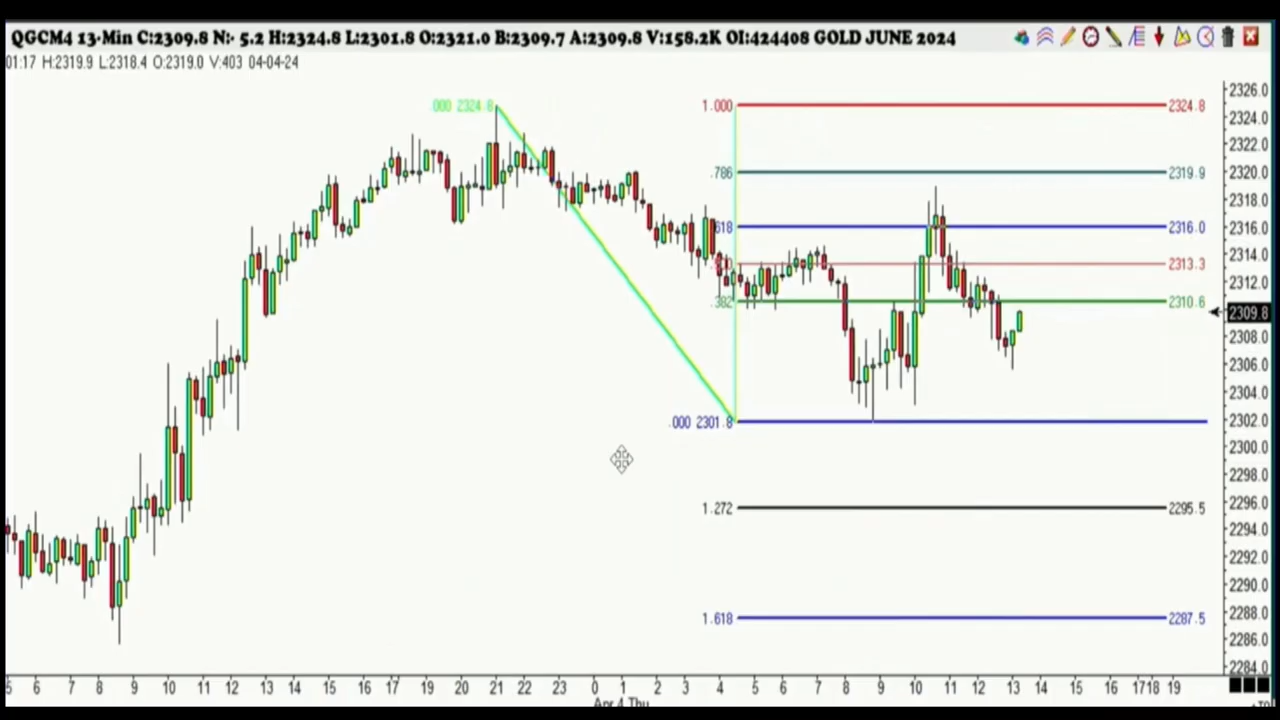 QGCM4 13-Min C:2309.8 N:- 5.2 H:2324.8 L:2301.8 O:2321.0 B:2309.7 A:2309.8 V:158.2K OI:424408 GOLD JUNE 2024
01:17 H:2319.9 L:2318.4 O:2319.0 V:403 04-04-24
2326.0
.000 2324.8 1.000 2324.8
2324.0
2322.0
.786 2319.9 2320.0
2318.0
.618 2316.0 2316.0
2314.0
2313.3
2312.0
.382 2310.6
2309.8
2308.0
2306.0
2304.0
.000 2301.8 2302.0
2300.0
2298.0
2296.0
1.272 2295.5
2294.0
2292.0
2290.0
2288.0
1.618 2287.5
2286.0
2284.0
5 6 7 8 9 10 11 12 13 14 15 16 17 19 20 21 22 23 0 1 2 3 4 5 6 7 8 9 10 11 12 13 14 15 16 17 18 19
Apr 4 Thu